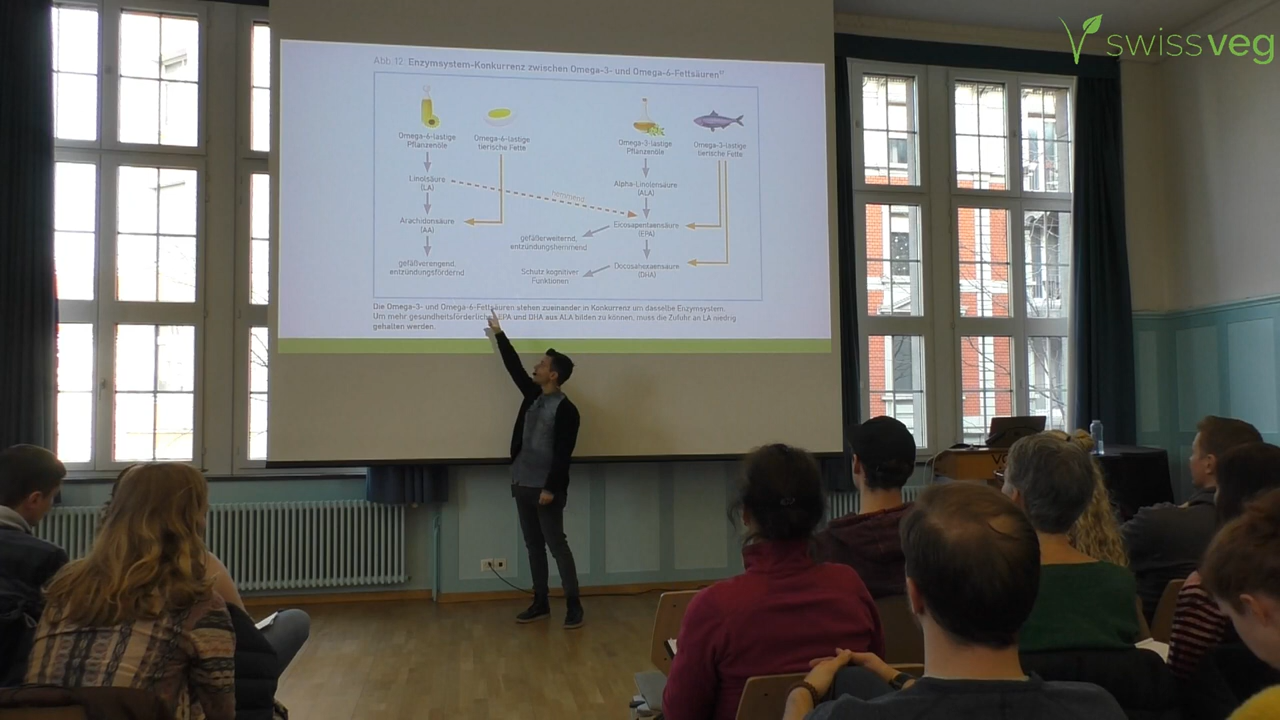 swissveg
Abb. 12: Enzymsystem-Konkurrenz zwischen Omega-3- und Omega-6-Fettsäuren
Omega-6-lastige
Pflanzenöle
Omega-6-lastige
tierische Fette
Omega-3-lastige
Pflanzenöle
Omega-3-lastige
tierische Fette
Linolsäure
(LA)
hemmend
Alpha-Linolensäure
(ALA)
Arachidonsäure
(AA)
Eicosapentaensäure
(EPA)
gefäßerweiternd,
entzündungshemmend
gefäßverengend,
entzündungsfördernd
Schutz kognitiver
Funktionen
Docosahexaensäure
(DHA)
Die Omega-3- und Omega-6-Fettsäuren stehen zueinander in Konkurrenz um dasselbe Enzymsystem.
Um mehr gesundheitsförderliches EPA und DHA aus ALA bilden zu können, muss die Zufuhr an LA niedrig
gehalten werden.